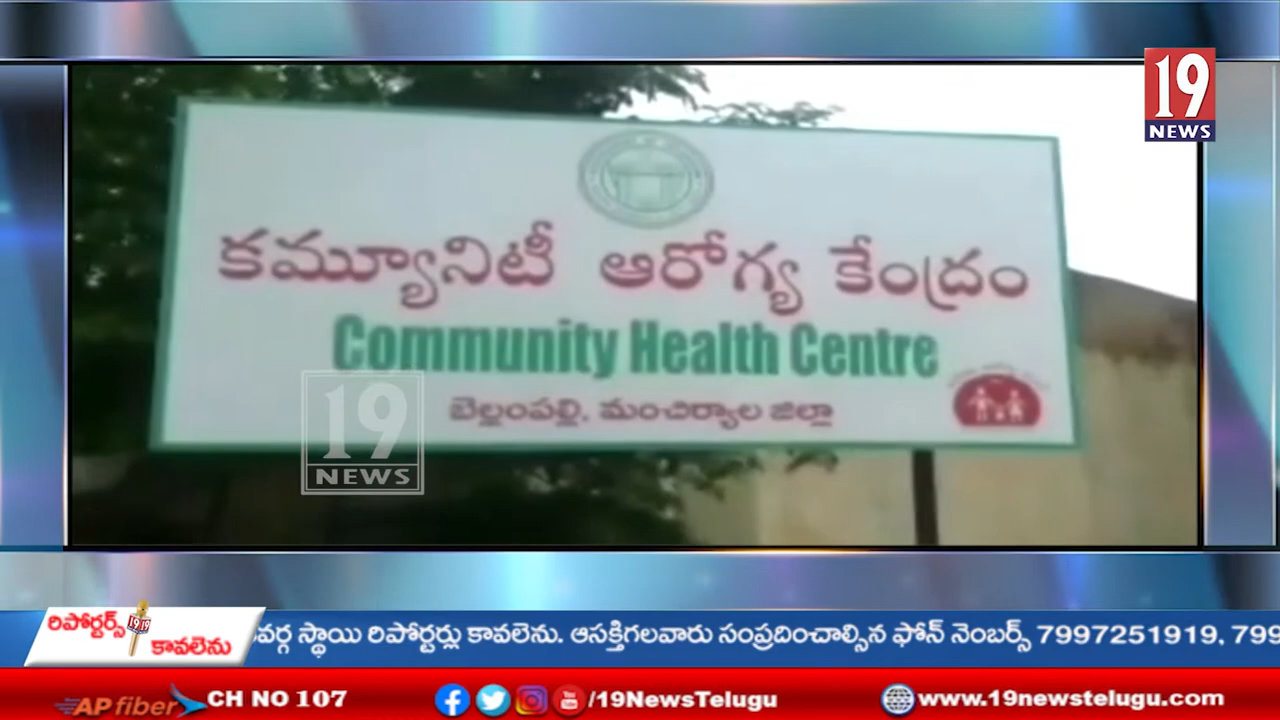 19
NEWS
కమ్యూనిటీ ఆరోగ్య కేంద్రం
Community Health Centre
బెల్లంపల్లి, మంచిర్యాల జిల్లా
19
NEWS
రిపోర్టర్స్
కావలెను
వర్గ స్థాయి రిపోర్టర్లు కావలెను. ఆసక్తిగలవారు సంప్రదించాల్సిన ఫోన్ నెంబర్స్ 7997251919, 799
AP fiber CH NO 107 /19NewsTelugu www.19newstelugu.com